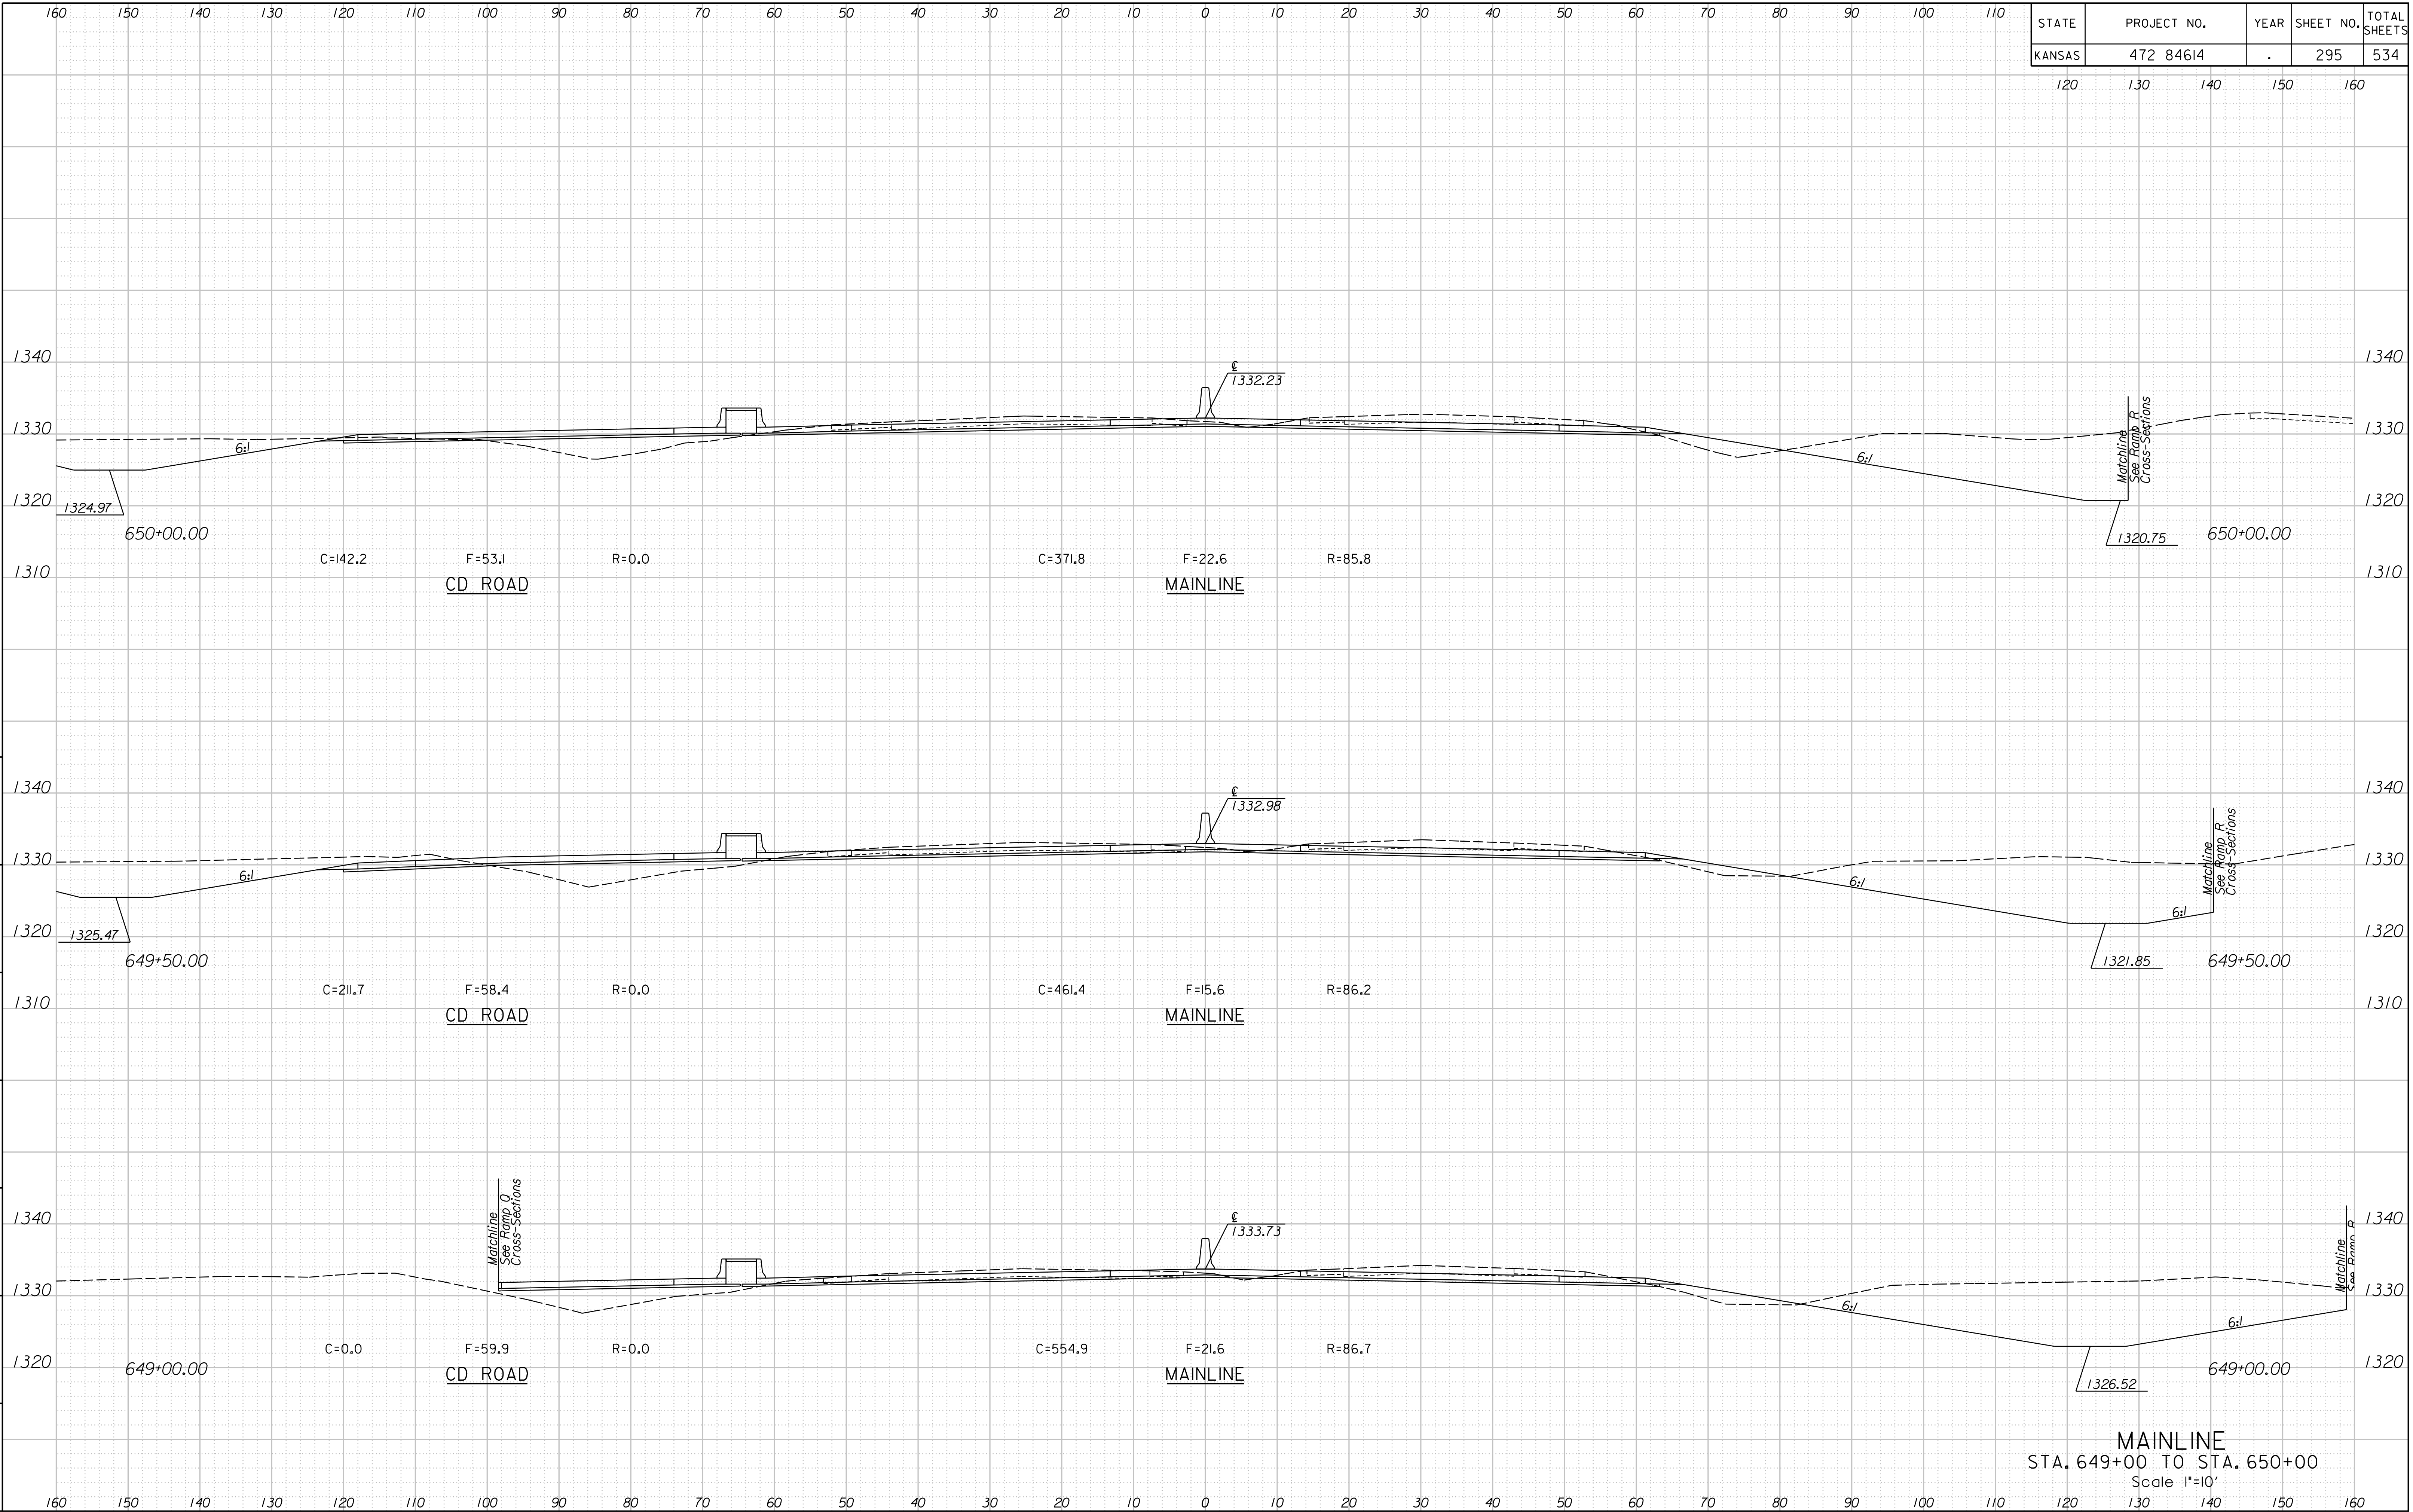 160 150 140 130 120 110 100 90 80 70 60 50 40 30 20 10 0 10 20 30 40 50 60 70 80 90 100 110
STATE PROJECT NO. YEAR SHEET NO. TOTAL SHEETS
KANSAS 472 84614 . 295 534
120 130 140 150 160
1340 1340
℄
1332.23
Matchline
See Ramp R
Cross-Sections
1330 1330
6:1 6:1
1320 1320
1324.97
650+00.00
1320.75
650+00.00
C=142.2 F=53.1 R=0.0 C=371.8 F=22.6 R=85.8
1310 1310
CD ROAD MAINLINE
1340 1340
℄
1332.98
Matchline
See Ramp R
Cross-Sections
1330 1330
6:1 6:1 6:1
1320 1320
1325.47
649+50.00
1321.85
649+50.00
C=211.7 F=58.4 R=0.0 C=461.4 F=15.6 R=86.2
1310 1310
CD ROAD MAINLINE
Matchline
See Ramp Q
Cross-Sections
1340 1340
℄
1333.73
Matchline
See Ramp R
1330 1330
6:1 6:1
C=0.0 F=59.9 R=0.0 C=554.9 F=21.6 R=86.7
1320 1320
649+00.00 649+00.00
CD ROAD MAINLINE
1326.52
MAINLINE
STA. 649+00 TO STA. 650+00
Scale 1"=10'
160 150 140 130 120 110 100 90 80 70 60 50 40 30 20 10 0 10 20 30 40 50 60 70 80 90 100 110 120 130 140 150 160